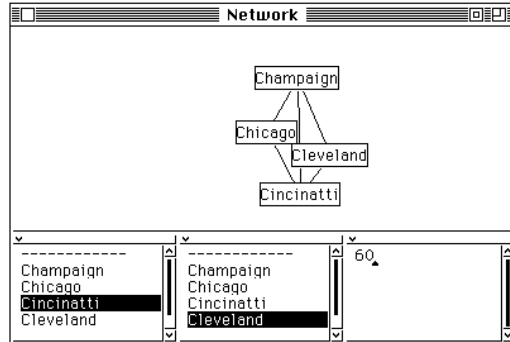 Network
Champaign
Chicago
Cleveland
Cincinatti
------------
Champaign
Chicago
Cincinatti
Cleveland
------------
Champaign
Chicago
Cincinatti
Cleveland
60